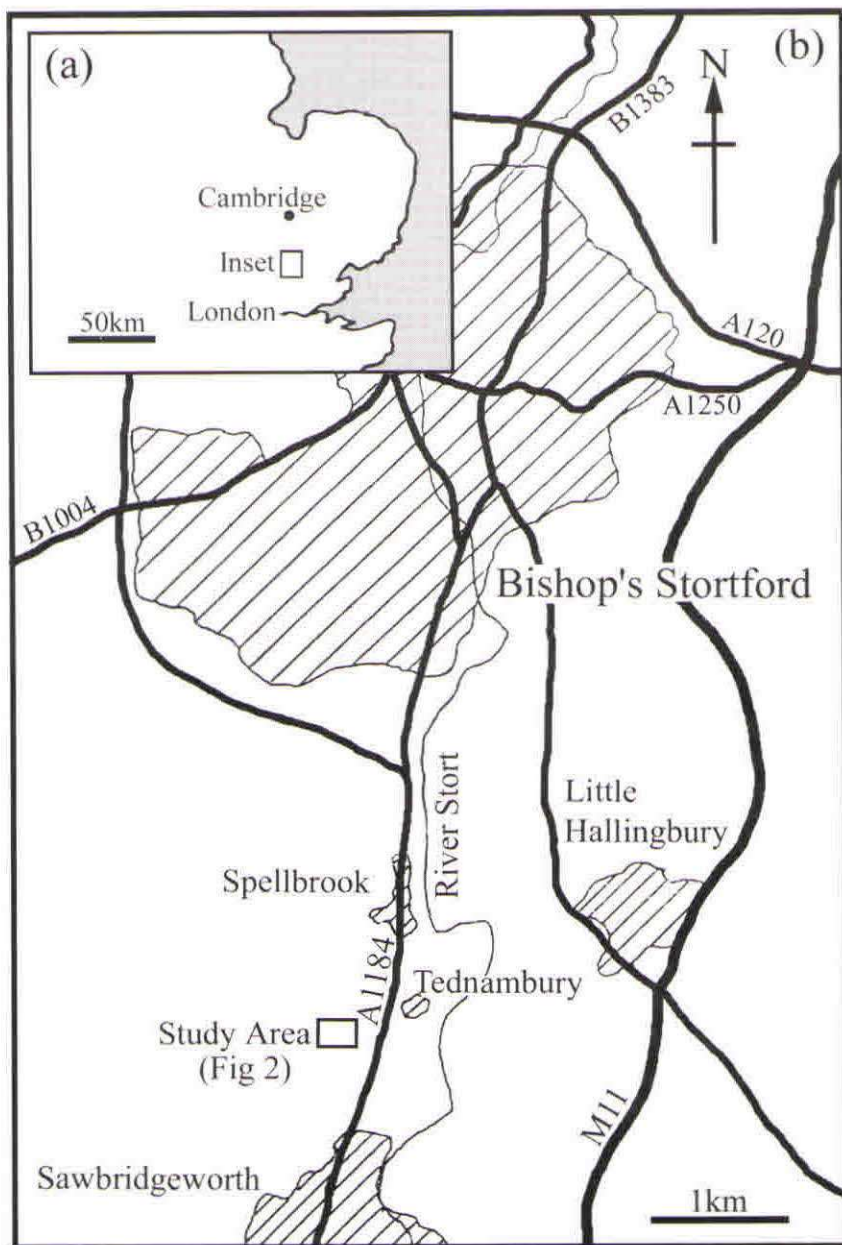 (a)
(b)
N
B1383
Cambridge
Inset
London
50km
A120
A1250
B1004
Bishop's Stortford
River Stort
Little
Hallingbury
Spellbrook
A1184
Tednambury
Study Area
(Fig 2)
M11
Sawbridgeworth
1km